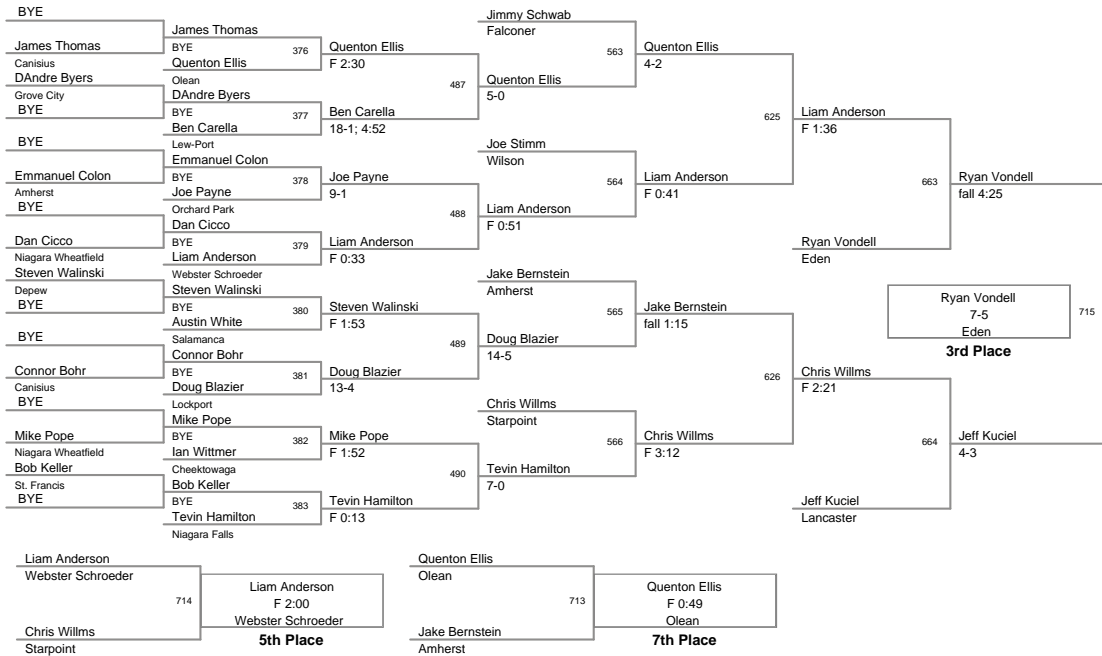 BYE
James Thomas
Canisius
DAndre Byers
Grove City
BYE
BYE
Emmanuel Colon
Amherst
BYE
Dan Cicco
Niagara Wheatfield
Steven Walinski
Depew
BYE
BYE
Connor Bohr
Canisius
BYE
Mike Pope
Niagara Wheatfield
Bob Keller
St. Francis
BYE
James Thomas
BYE
376
Quenton Ellis
Olean
DAndre Byers
BYE
377
Ben Carella
Lew-Port
Emmanuel Colon
BYE
378
Joe Payne
Orchard Park
Dan Cicco
BYE
379
Liam Anderson
Webster Schroeder
Steven Walinski
BYE
380
Austin White
Salamanca
Connor Bohr
BYE
381
Doug Blazier
Lockport
Mike Pope
BYE
382
Ian Wittmer
Cheektowaga
Bob Keller
BYE
383
Tevin Hamilton
Niagara Falls
Quenton Ellis
F 2:30
487
Ben Carella
18-1; 4:52
Joe Payne
9-1
488
Liam Anderson
F 0:33
Steven Walinski
F 1:53
489
Doug Blazier
13-4
Mike Pope
F 1:52
490
Tevin Hamilton
F 0:13
Jimmy Schwab
Falconer
563
Quenton Ellis
5-0
Joe Stimm
Wilson
564
Liam Anderson
F 0:51
Jake Bernstein
Amherst
565
Doug Blazier
14-5
Chris Willms
Starpoint
566
Tevin Hamilton
7-0
Quenton Ellis
4-2
625
Liam Anderson
F 0:41
Jake Bernstein
fall 1:15
626
Chris Willms
F 3:12
Liam Anderson
F 1:36
663
Ryan Vondell
Eden
Chris Willms
F 2:21
664
Jeff Kuciel
Lancaster
Ryan Vondell
fall 4:25
Ryan Vondell
7-5
715
Eden
3rd Place
Jeff Kuciel
4-3
Liam Anderson
Webster Schroeder
714
Chris Willms
Starpoint
Liam Anderson
F 2:00
Webster Schroeder
5th Place
Quenton Ellis
Olean
713
Jake Bernstein
Amherst
Quenton Ellis
F 0:49
Olean
7th Place